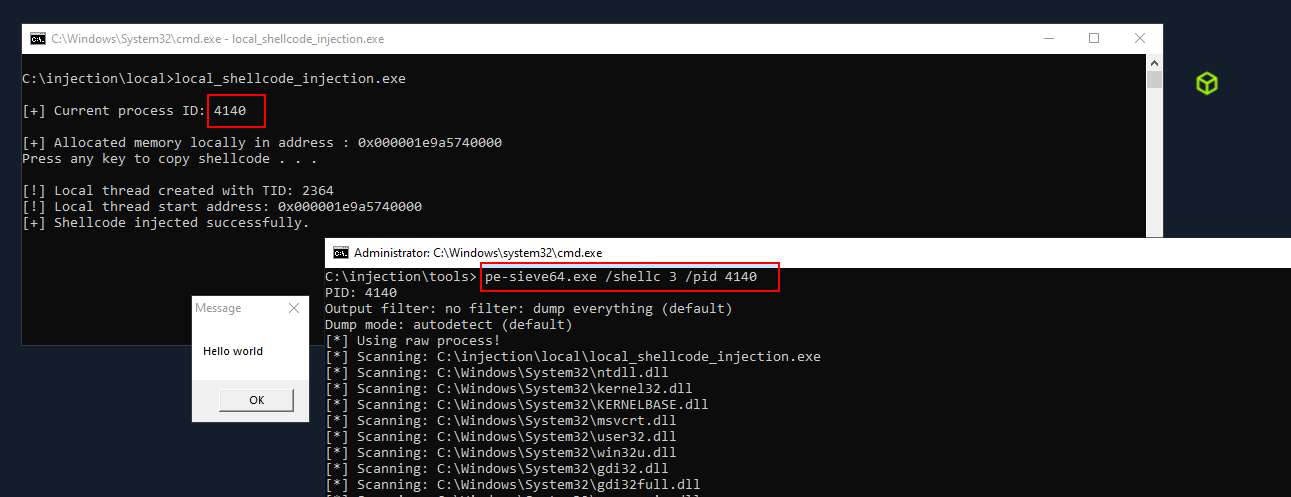 C:\Windows\System32\cmd.exe - local_shellcode_injection.exe
C:\injection\local>local_shellcode_injection.exe
[+] Current process ID: 4140
[+] Allocated memory locally in address : 0x000001e9a5740000
Press any key to copy shellcode . . .
[!] Local thread created with TID: 2364
[!] Local thread start address: 0x000001e9a5740000
[+] Shellcode injected successfully.
Message
Hello world
OK
Administrator: C:\Windows\system32\cmd.exe
C:\injection\tools> pe-sieve64.exe /shellc 3 /pid 4140
PID: 4140
Output filter: no filter: dump everything (default)
Dump mode: autodetect (default)
[*] Using raw process!
[*] Scanning: C:\injection\local\local_shellcode_injection.exe
[*] Scanning: C:\Windows\System32\ntdll.dll
[*] Scanning: C:\Windows\System32\kernel32.dll
[*] Scanning: C:\Windows\System32\KERNELBASE.dll
[*] Scanning: C:\Windows\System32\msvcrt.dll
[*] Scanning: C:\Windows\System32\user32.dll
[*] Scanning: C:\Windows\System32\win32u.dll
[*] Scanning: C:\Windows\System32\gdi32.dll
[*] Scanning: C:\Windows\System32\gdi32full.dll